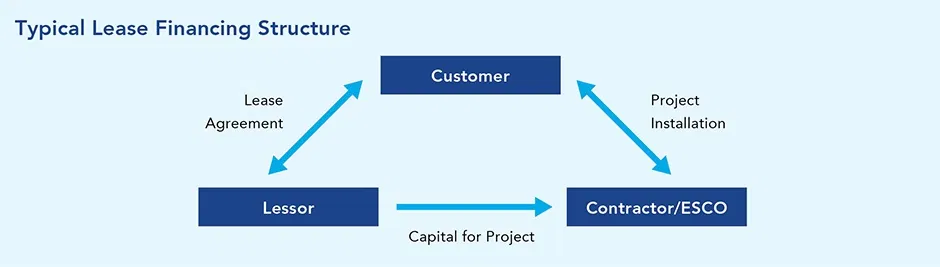 Typical Lease Financing Structure
Customer
Lease
Agreement
Project
Installation
Lessor
Contractor/ESCO
Capital for Project